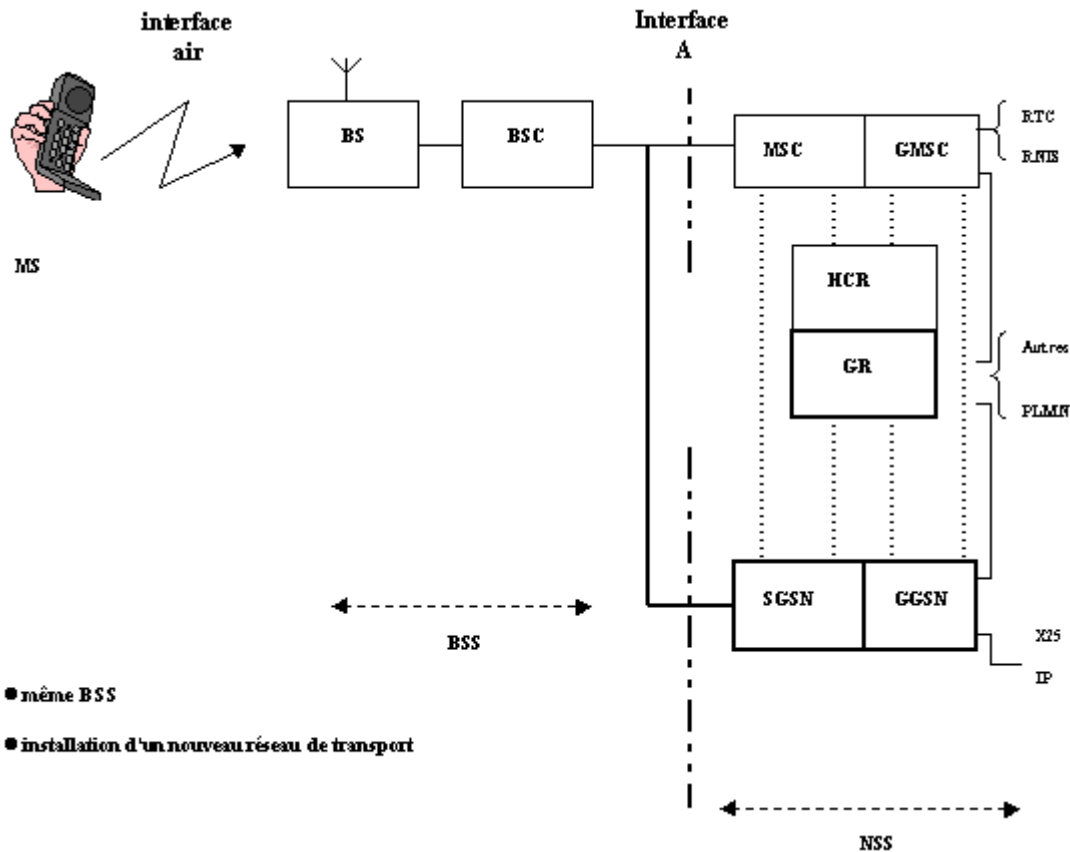 interface
air
Interface
A
BS
BSC
MSC
GMSC
RTC
RNIS
MS
HCR
GR
Autres
PLMN
SGSN
GGSN
X25
IP
BSS
● même BSS
● installation d'un nouveau réseau de transport
NSS